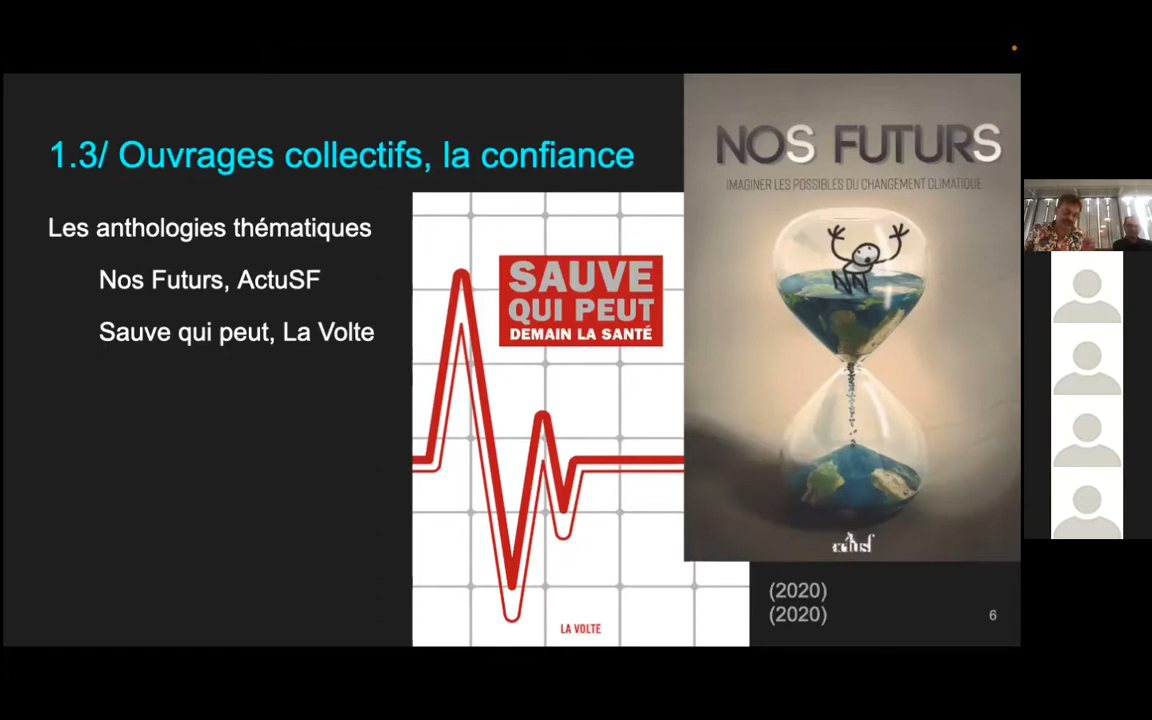 1.3/ Ouvrages collectifs, la confiance
Les anthologies thématiques
Nos Futurs, ActuSF
Sauve qui peut, La Volte
SAUVE
QUI PEUT
DEMAIN LA SANTÉ
LA VOLTE
NOS FUTURS
IMAGINER LES POSSIBLES DU CHANGEMENT CLIMATIQUE
actusf
(2020)
(2020)
6